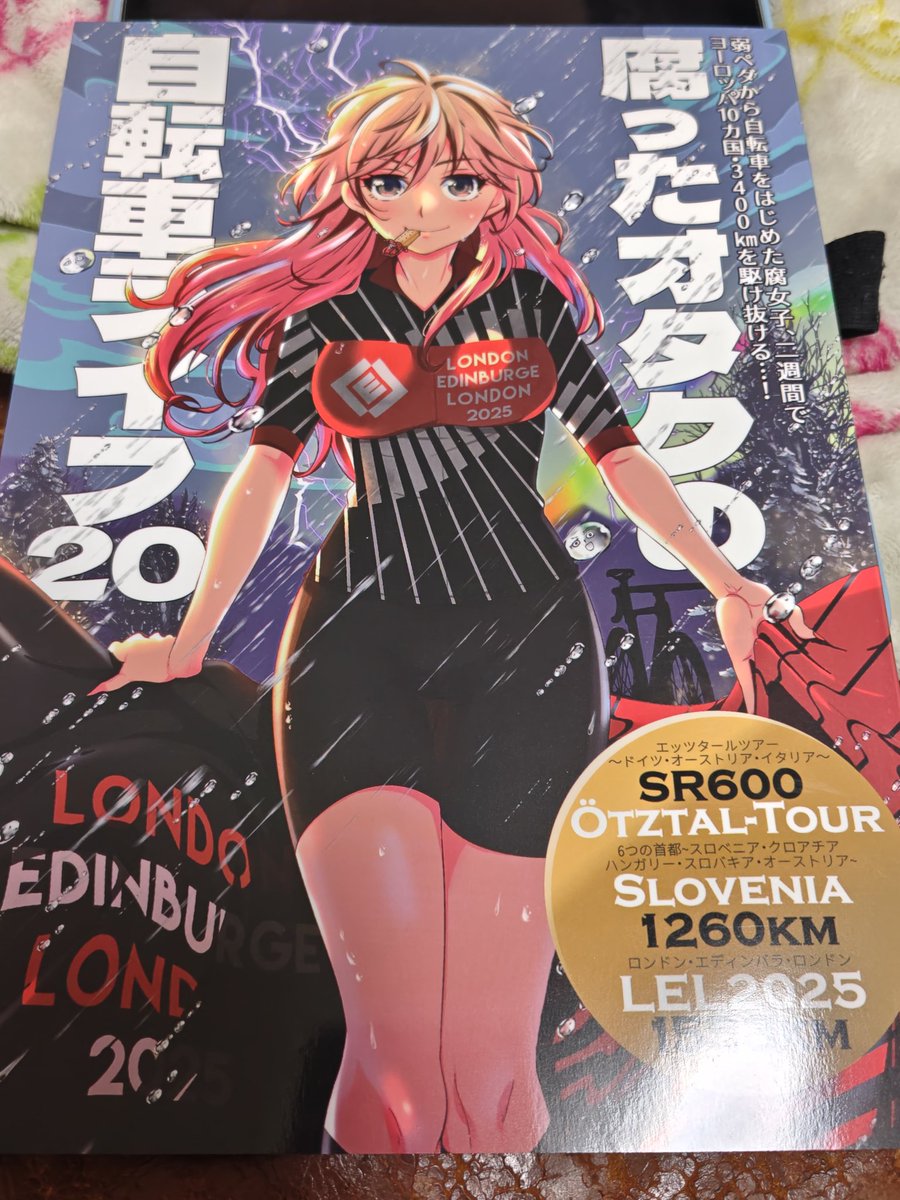 弱ペダから自転車をはじめた腐女子、二週間で
ヨーロッパ10カ国・3400kmを駆け抜ける…!
腐ったオタクの
自転車ライフ
20
LONDON
EDINBURGE
LONDON
2025
LONDO
EDINBURGE
LOND
2025
エッツタールツアー
～ドイツ・オーストリア・イタリア～
SR600
ÖTZTAL-TOUR
6つの首都~スロベニア・クロアチア
ハンガリー・スロバキア・オーストリア~
SLOVENIA
1260KM
ロンドン・エディンバラ・ロンドン
LEL 2025